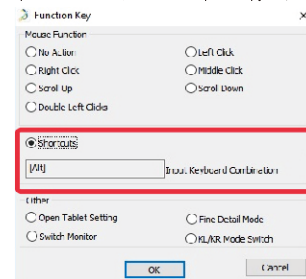 Function Key
Mouse Function
No Action
Left Click
Right Click
Middle Click
Scroll Up
Scroll Down
Double Left Clicks
Shortcuts
[Alt]
Input Keyboard Combination
Other
Open Tablet Setting
Fine Detail Mode
Switch Monitor
KL/KR Mode Switch
OK
Cancel